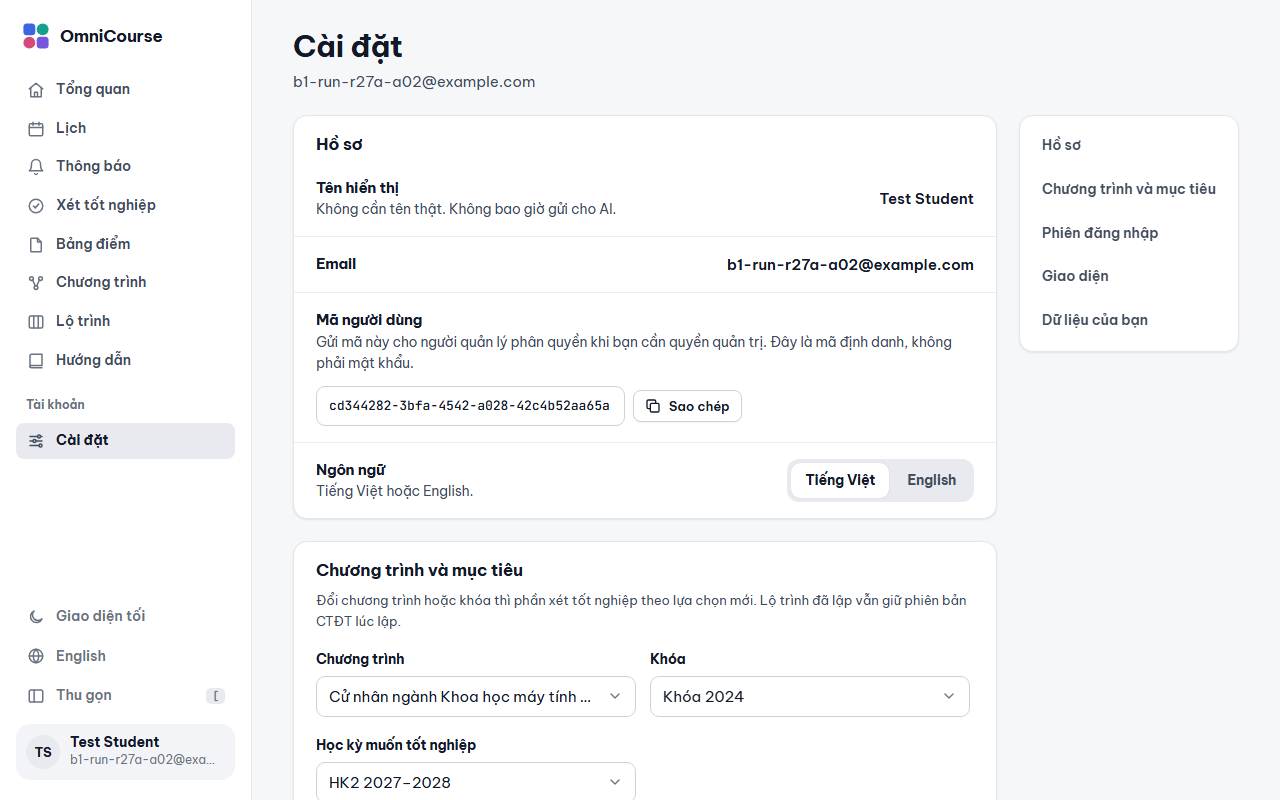 OmniCourse
Tổng quan
Lịch
Thông báo
Xét tốt nghiệp
Bảng điểm
Chương trình
Lộ trình
Hướng dẫn
Tài khoản
Cài đặt
Giao diện tối
English
Thu gọn
[
TS
Test Student
b1-run-r27a-a02@exa...
Cài đặt
b1-run-r27a-a02@example.com
Hồ sơ
Tên hiển thị
Không cần tên thật. Không bao giờ gửi cho AI.
Test Student
Email
b1-run-r27a-a02@example.com
Mã người dùng
Gửi mã này cho người quản lý phân quyền khi bạn cần quyền quản trị. Đây là mã định danh, không
phải mật khẩu.
cd344282-3bfa-4542-a028-42c4b52aa65a
Sao chép
Ngôn ngữ
Tiếng Việt hoặc English.
Tiếng Việt
English
Chương trình và mục tiêu
Đổi chương trình hoặc khóa thì phần xét tốt nghiệp theo lựa chọn mới. Lộ trình đã lập vẫn giữ phiên bản
CTĐT lúc lập.
Chương trình
Khóa
Cử nhân ngành Khoa học máy tính ...
Khóa 2024
Học kỳ muốn tốt nghiệp
HK2 2027–2028
Hồ sơ
Chương trình và mục tiêu
Phiên đăng nhập
Giao diện
Dữ liệu của bạn